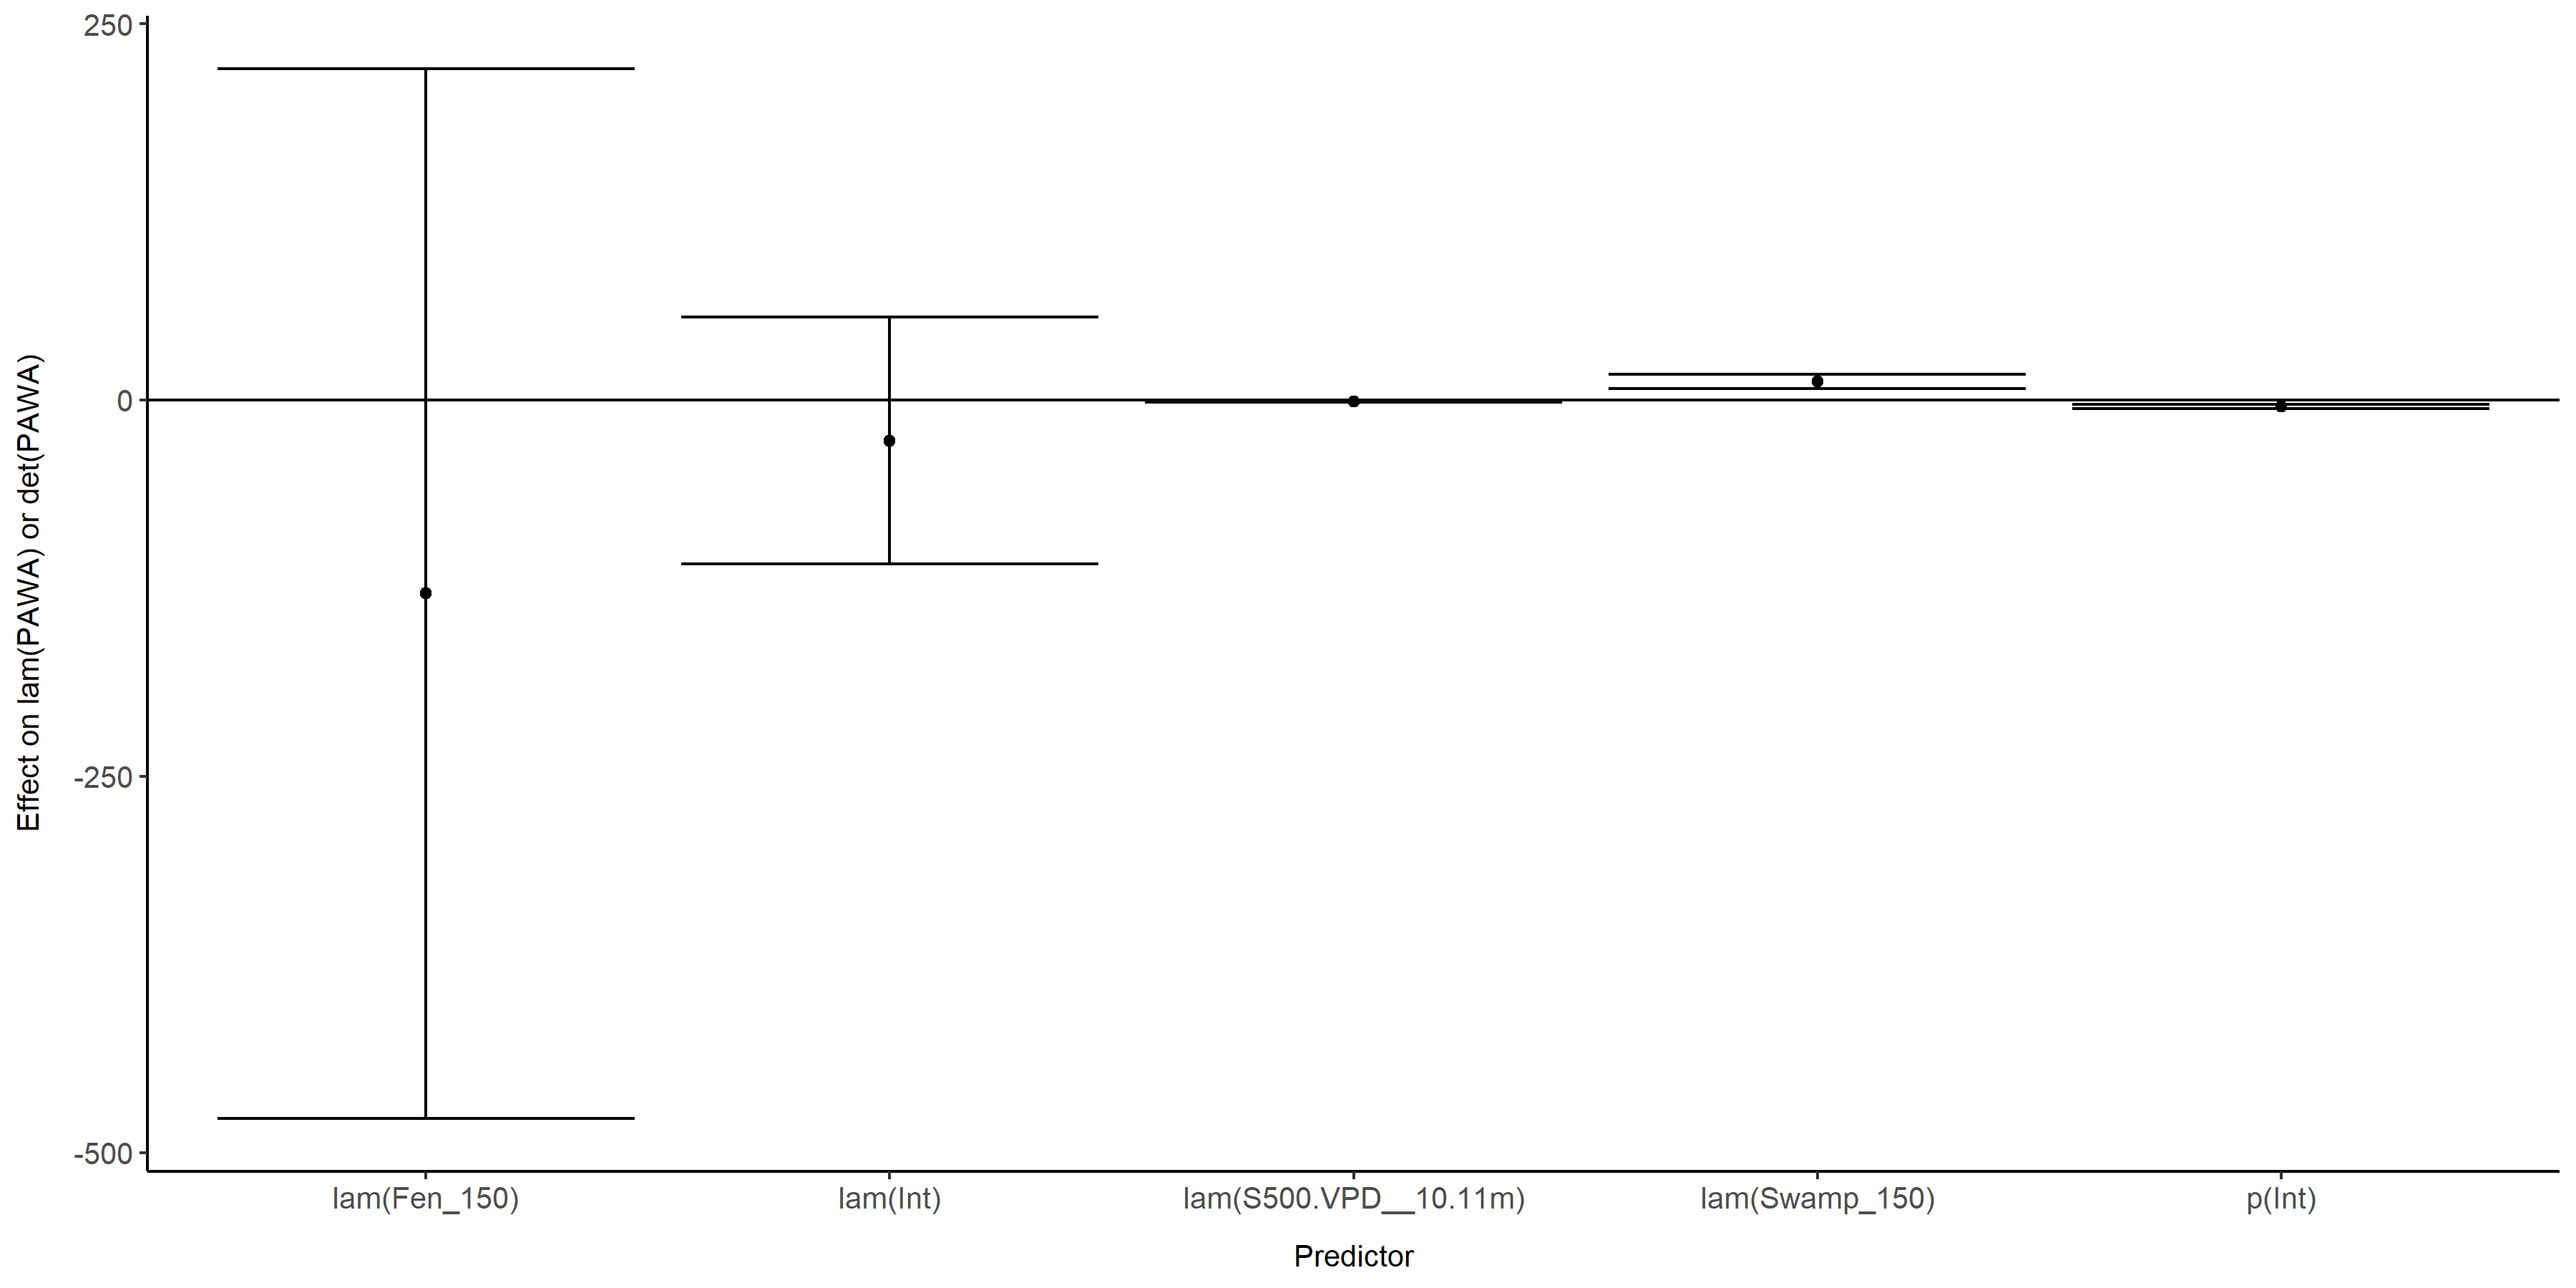 250
0
-250
-500
Effect on lam(PAWA) or det(PAWA)
lam(Fen_150)
lam(Int)
lam(S500.VPD__10.11m)
lam(Swamp_150)
p(Int)
Predictor